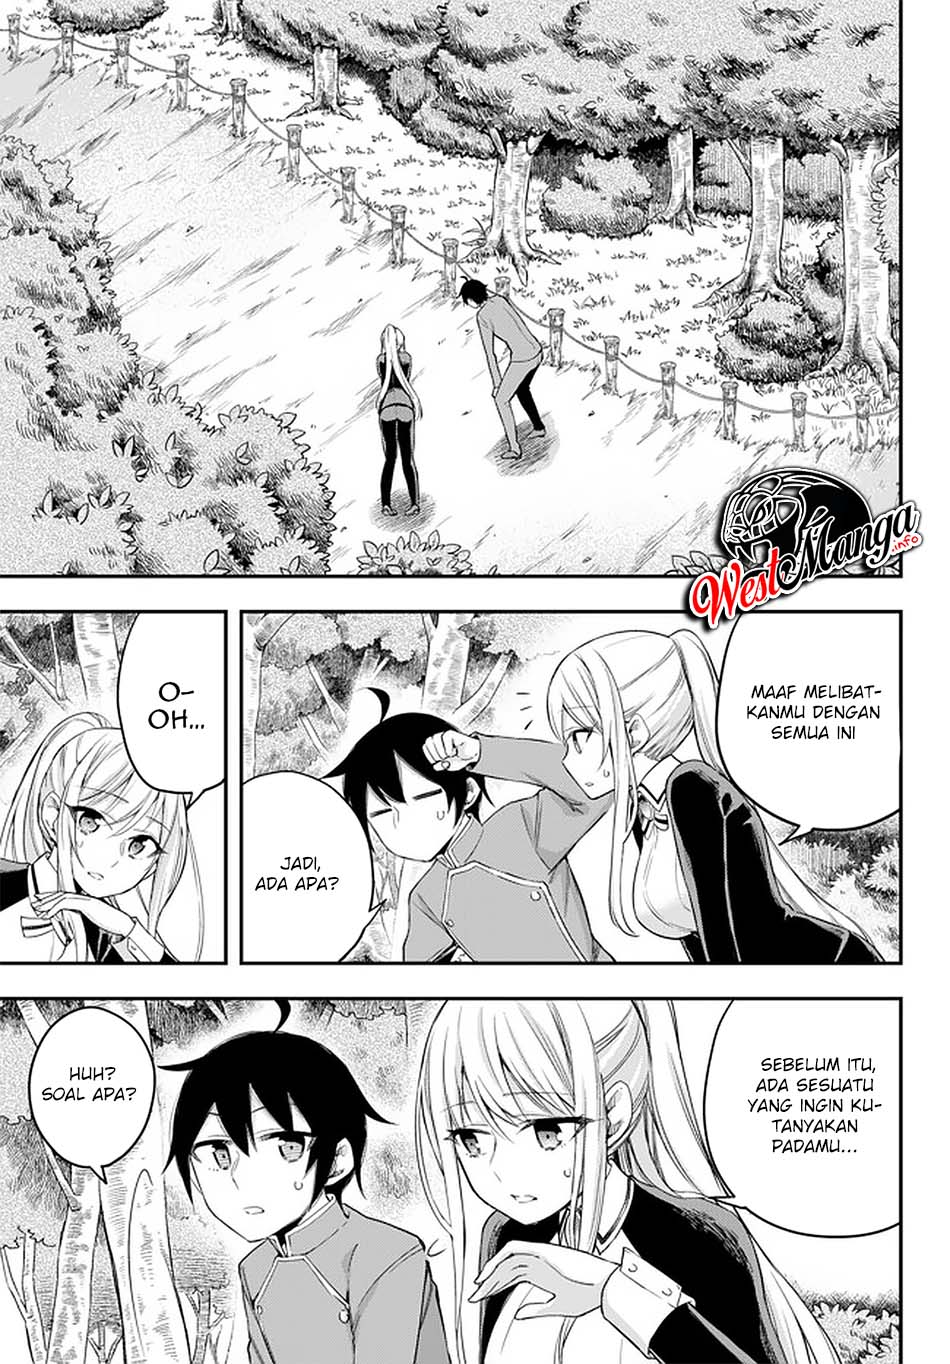 WestManga
.info
MAAF MELIBAT-
KANMU DENGAN
SEMUA INI
JADI,
ADA APA?
O-
OH...
SEBELUM ITU,
ADA SESUATU
YANG INGIN KU-
TANYAKAN
PADAMU...
HUH?
SOAL APA?